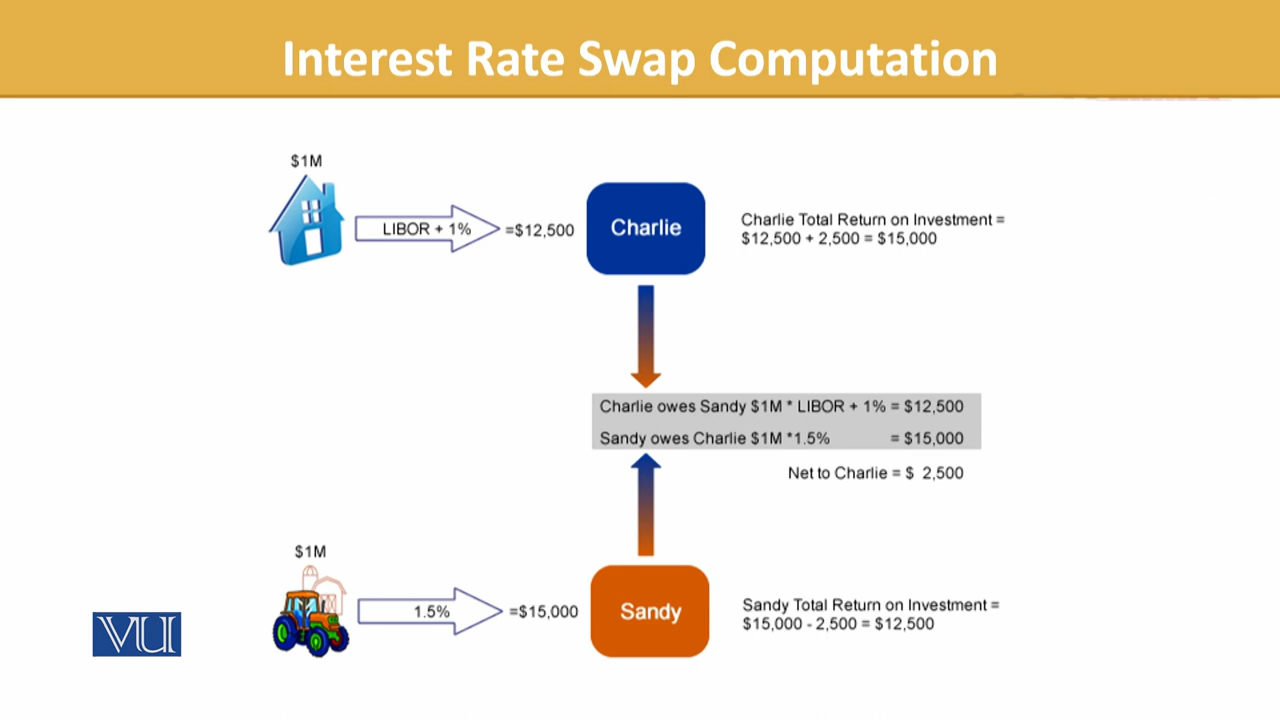 Interest Rate Swap Computation
$1M
LIBOR + 1%
=$12,500
Charlie
Charlie Total Return on Investment =
$12,500 + 2,500 = $15,000
Charlie owes Sandy $1M * LIBOR + 1% = $12,500
Sandy owes Charlie $1M *1.5% = $15,000
Net to Charlie = $ 2,500
$1M
1.5%
=$15,000
Sandy
Sandy Total Return on Investment =
$15,000 - 2,500 = $12,500
VU